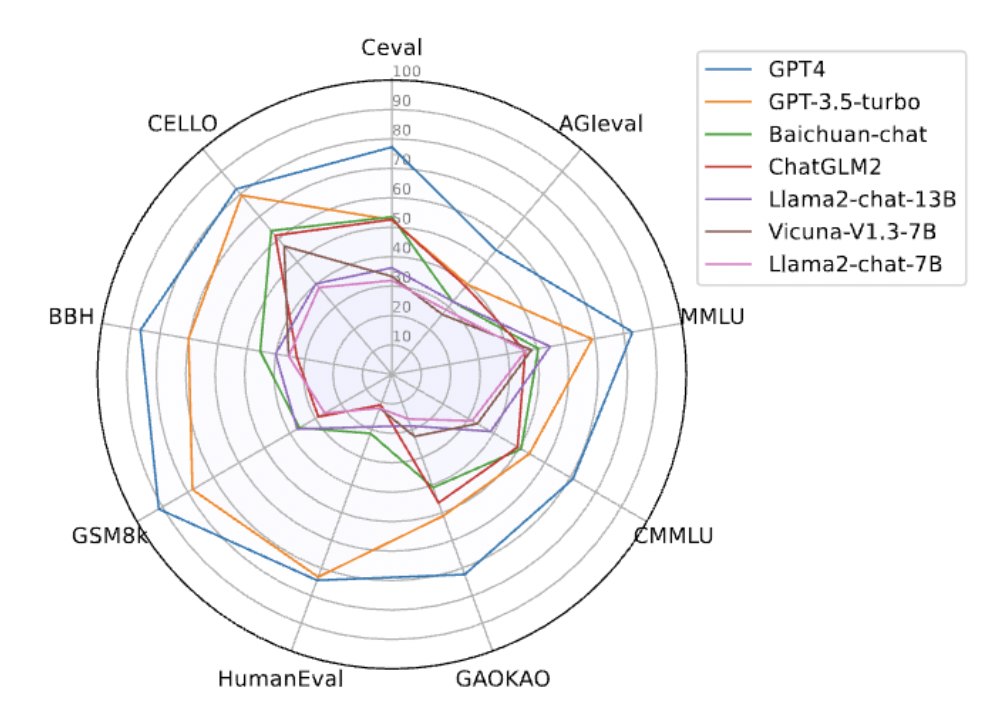 Ceval
100
90
80
70
60
50
40
30
20
10
AGIeval
CELLO
MMLU
BBH
CMMLU
GSM8k
GAOKAO
HumanEval
GPT4
GPT-3.5-turbo
Baichuan-chat
ChatGLM2
Llama2-chat-13B
Vicuna-V1.3-7B
Llama2-chat-7B